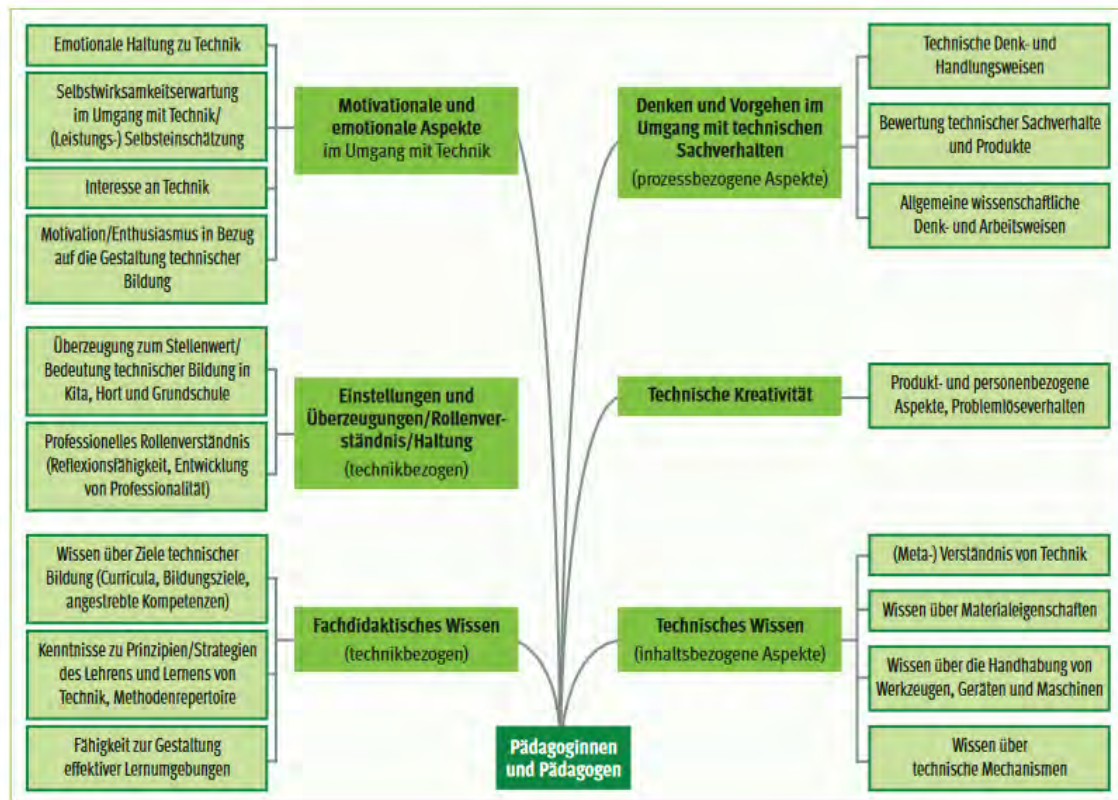 Emotionale Haltung zu Technik
Selbstwirksamkeitserwartung
im Umgang mit Technik/
(Leistungs-) Selbsteinschätzung
Interesse an Technik
Motivation/Enthusiasmus in Bezug
auf die Gestaltung technischer
Bildung
Motivationale und
emotionale Aspekte
im Umgang mit Technik
Überzeugung zum Stellenwert/
Bedeutung technischer Bildung in
Kita, Hort und Grundschule
Professionelles Rollenverständnis
(Reflexionsfähigkeit, Entwicklung
von Professionalität)
Einstellungen und
Überzeugungen/Rollenver-
ständnis/Haltung
(technikbezogen)
Wissen über Ziele technischer
Bildung (Curricula, Bildungsziele,
angestrebte Kompetenzen)
Kenntnisse zu Prinzipien/Strategien
des Lehrens und Lernens von
Technik, Methodenrepertoire
Fähigkeit zur Gestaltung
effektiver Lernumgebungen
Fachdidaktisches Wissen
(technikbezogen)
Denken und Vorgehen im
Umgang mit technischen
Sachverhalten
(prozessbezogene Aspekte)
Technische Denk- und
Handlungsweisen
Bewertung technischer Sachverhalte
und Produkte
Allgemeine wissenschaftliche
Denk- und Arbeitsweisen
Technische Kreativität
Produkt- und personenbezogene
Aspekte, Problemlöseverhalten
Technisches Wissen
(inhaltsbezogene Aspekte)
(Meta-) Verständnis von Technik
Wissen über Materialeigenschaften
Wissen über die Handhabung von
Werkzeugen, Geräten und Maschinen
Wissen über
technische Mechanismen
Pädagoginnen
und Pädagogen